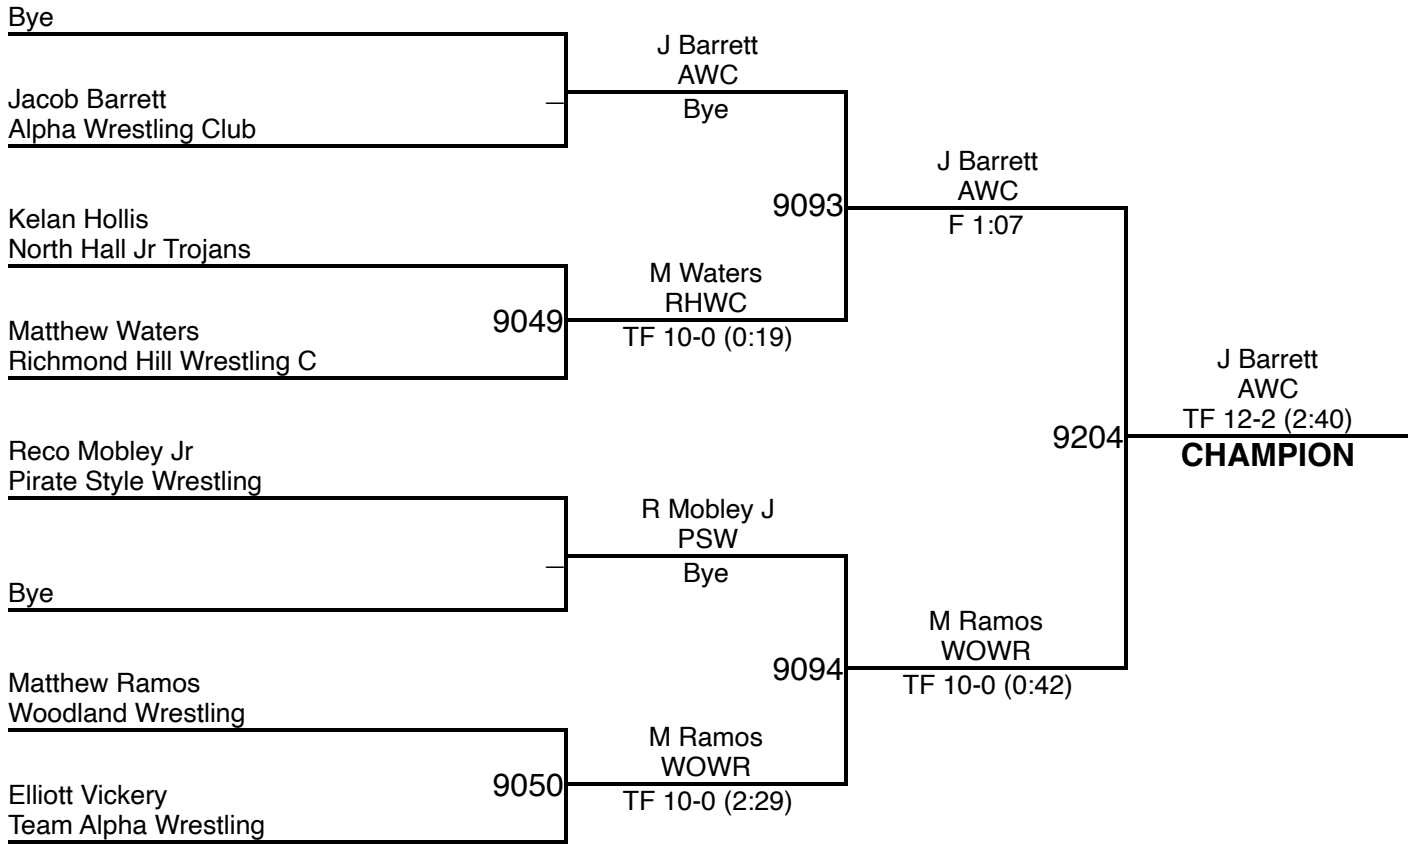 Bye
Jacob Barrett
Alpha Wrestling Club
Kelan Hollis
North Hall Jr Trojans
Matthew Waters
Richmond Hill Wrestling C
Reco Mobley Jr
Pirate Style Wrestling
Bye
Matthew Ramos
Woodland Wrestling
Elliott Vickery
Team Alpha Wrestling
9049
9050
J Barrett
AWC
Bye
M Waters
RHWC
TF 10-0 (0:19)
R Mobley J
PSW
Bye
M Ramos
WOWR
TF 10-0 (2:29)
9093
9094
J Barrett
AWC
F 1:07
M Ramos
WOWR
TF 10-0 (0:42)
9204
J Barrett
AWC
TF 12-2 (2:40)
CHAMPION